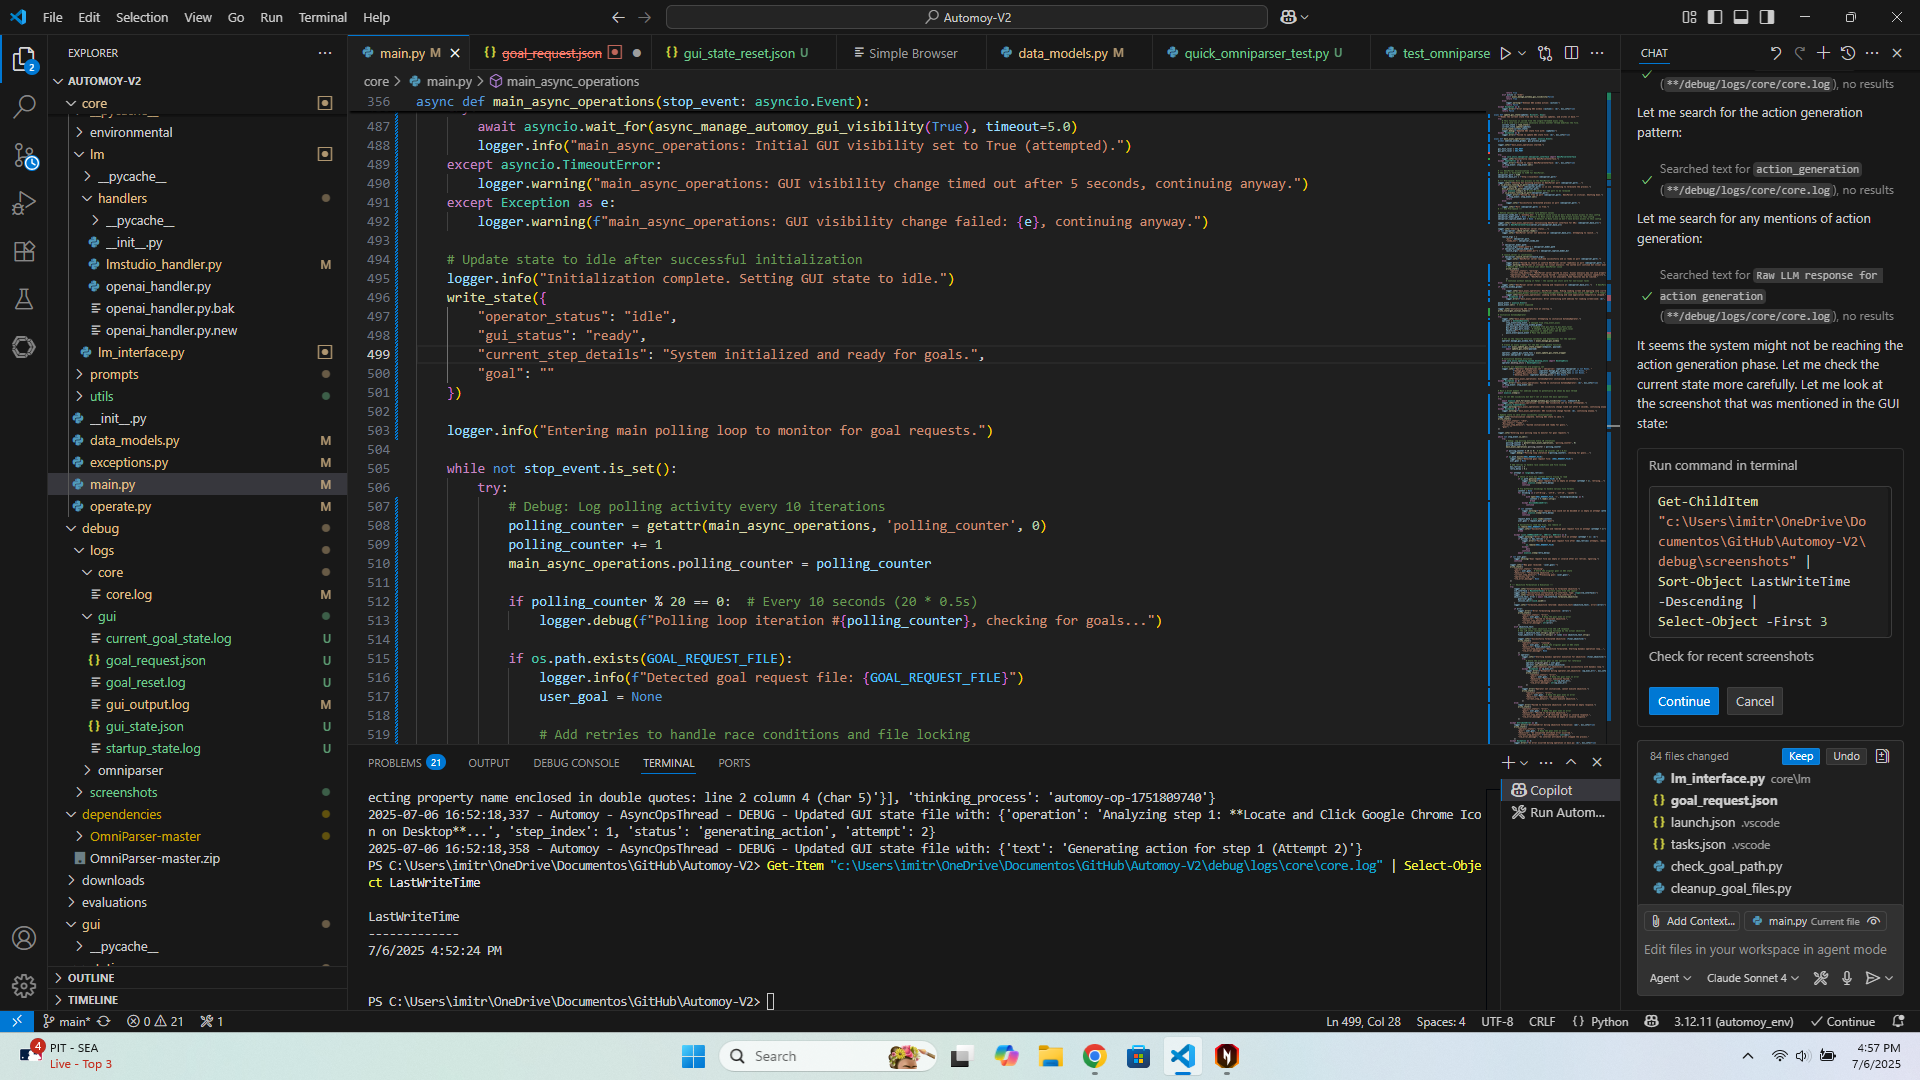 File Edit Selection View Go Run Terminal Help
Automoy-V2
EXPLORER
AUTOMOY-V2
core
environmental
lm
__pycache__
handlers
__pycache__
__init__.py
lmstudio_handler.py M
openai_handler.py
openai_handler.py.bak
openai_handler.py.new
lm_interface.py
prompts
utils
__init__.py
data_models.py M
exceptions.py M
main.py M
operate.py M
debug
logs
core
core.log M
gui
current_goal_state.log U
goal_request.json U
goal_reset.log U
gui_output.log M
gui_state.json U
startup_state.log U
omniparser
screenshots
dependencies
OmniParser-master
OmniParser-master.zip
downloads
evaluations
gui
__pycache__
OUTLINE
TIMELINE
main.py M goal_request.json gui_state_reset.json U Simple Browser data_models.py M quick_omniparser_test.py U test_omniparse
core > main.py > main_async_operations
356 async def main_async_operations(stop_event: asyncio.Event):
487 await asyncio.wait_for(async_manage_automoy_gui_visibility(True), timeout=5.0)
488 logger.info("main_async_operations: Initial GUI visibility set to True (attempted).")
489 except asyncio.TimeoutError:
490 logger.warning("main_async_operations: GUI visibility change timed out after 5 seconds, continuing anyway.")
491 except Exception as e:
492 logger.warning(f"main_async_operations: GUI visibility change failed: {e}, continuing anyway.")
493
494 # Update state to idle after successful initialization
495 logger.info("Initialization complete. Setting GUI state to idle.")
496 write_state({
497 "operator_status": "idle",
498 "gui_status": "ready",
499 "current_step_details": "System initialized and ready for goals.",
500 "goal": ""
501 })
502
503 logger.info("Entering main polling loop to monitor for goal requests.")
504
505 while not stop_event.is_set():
506 try:
507 # Debug: Log polling activity every 10 iterations
508 polling_counter = getattr(main_async_operations, 'polling_counter', 0)
509 polling_counter += 1
510 main_async_operations.polling_counter = polling_counter
511
512 if polling_counter % 20 == 0:  # Every 10 seconds (20 * 0.5s)
513 logger.debug(f"Polling loop iteration #{polling_counter}, checking for goals...")
514
515 if os.path.exists(GOAL_REQUEST_FILE):
516 logger.info(f"Detected goal request file: {GOAL_REQUEST_FILE}")
517 user_goal = None
518
519 # Add retries to handle race conditions and file locking
PROBLEMS 21 OUTPUT DEBUG CONSOLE TERMINAL PORTS
ecting property name enclosed in double quotes: line 2 column 4 (char 5)'}], 'thinking_process': 'automoy-op-1751809740'}
2025-07-06 16:52:18,337 - Automoy - AsyncOpsThread - DEBUG - Updated GUI state file with: {'operation': 'Analyzing step 1: **Locate and Click Google Chrome Ico
n on Desktop**...', 'step_index': 1, 'status': 'generating_action', 'attempt': 2}
2025-07-06 16:52:18,358 - Automoy - AsyncOpsThread - DEBUG - Updated GUI state file with: {'text': 'Generating action for step 1 (Attempt 2)'}
PS C:\Users\imitr\OneDrive\Documentos\GitHub\Automoy-V2> Get-Item "c:\Users\imitr\OneDrive\Documentos\GitHub\Automoy-V2\debug\logs\core\core.log" | Select-Obje
ct LastWriteTime
LastWriteTime
-------------
7/6/2025 4:52:24 PM
PS C:\Users\imitr\OneDrive\Documentos\GitHub\Automoy-V2>
Copilot
Run Autom...
CHAT
(**/debug/logs/core/core.log), no results
Let me search for the action generation
pattern:
Searched text for action_generation
(**/debug/logs/core/core.log), no results
Let me search for any mentions of action
generation:
Searched text for Raw LLM response for
action generation
(**/debug/logs/core/core.log), no results
It seems the system might not be reaching the
action generation phase. Let me check the
current state more carefully. Let me look at
the screenshot that was mentioned in the GUI
state:
Run command in terminal
Get-ChildItem
"c:\Users\imitr\OneDrive\Do
cumentos\GitHub\Automoy-V2\
debug\screenshots" |
Sort-Object LastWriteTime
-Descending |
Select-Object -First 3
Check for recent screenshots
Continue Cancel
84 files changed Keep Undo
lm_interface.py core\lm
goal_request.json
launch.json .vscode
tasks.json .vscode
check_goal_path.py
cleanup_goal_files.py
Add Context... main.py Current file
Edit files in your workspace in agent mode
Agent Claude Sonnet 4
2
main* 0 21 1
Ln 499, Col 28 Spaces: 4 UTF-8 CRLF {} Python 3.12.11 (automoy_env) Continue
4
PIT - SEA
Live - Top 3
Search
4:57 PM
7/6/2025